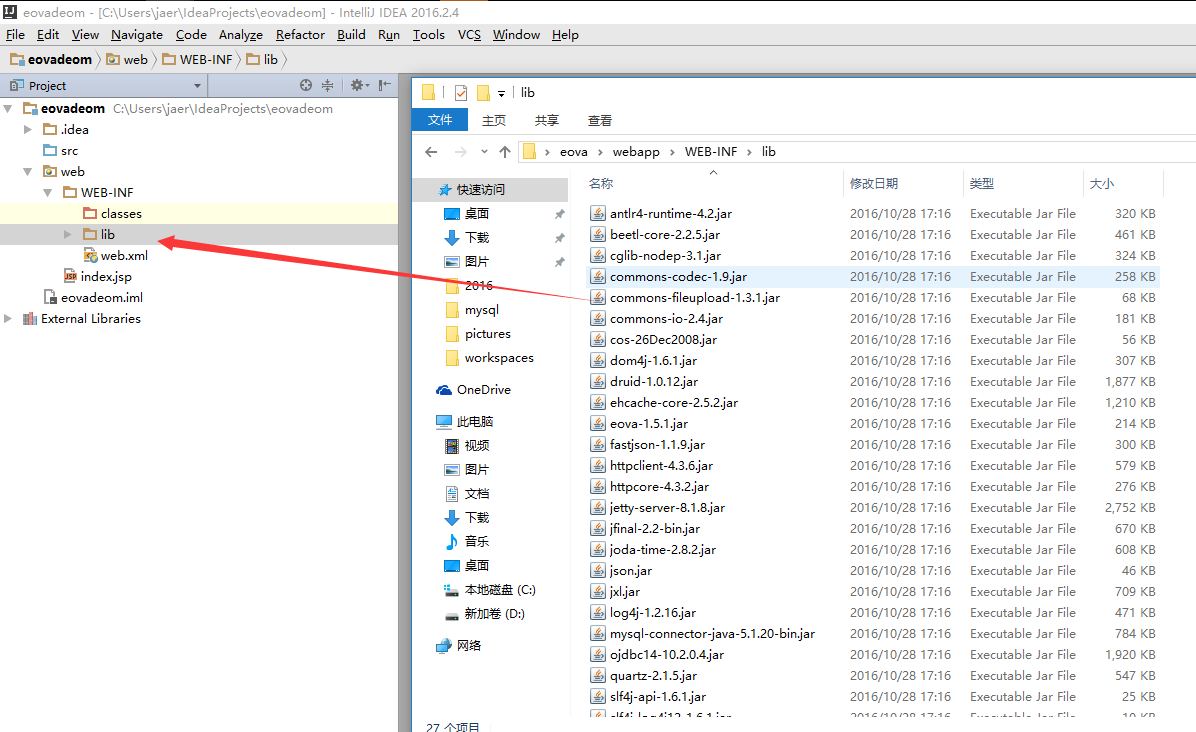 eovadeom - [C:\Users\jaer\IdeaProjects\eovadeom] - IntelliJ IDEA 2016.2.4
File Edit View Navigate Code Analyze Refactor Build Run Tools VCS Window Help
eovadeom web WEB-INF lib
Project
eovadeom C:\Users\jaer\IdeaProjects\eovadeom
.idea
src
web
WEB-INF
classes
lib
web.xml
index.jsp
eovadeom.iml
External Libraries
lib
文件 主页 共享 查看
eova webapp WEB-INF lib
快速访问
桌面
下载
图片
2016
mysql
pictures
workspaces
OneDrive
此电脑
视频
图片
文档
下载
音乐
桌面
本地磁盘 (C:)
新加卷 (D:)
网络
名称 修改日期 类型 大小
antlr4-runtime-4.2.jar 2016/10/28 17:16 Executable Jar File 320 KB
beetl-core-2.2.5.jar 2016/10/28 17:16 Executable Jar File 461 KB
cglib-nodep-3.1.jar 2016/10/28 17:16 Executable Jar File 324 KB
commons-codec-1.9.jar 2016/10/28 17:16 Executable Jar File 258 KB
commons-fileupload-1.3.1.jar 2016/10/28 17:16 Executable Jar File 68 KB
commons-io-2.4.jar 2016/10/28 17:16 Executable Jar File 181 KB
cos-26Dec2008.jar 2016/10/28 17:16 Executable Jar File 56 KB
dom4j-1.6.1.jar 2016/10/28 17:16 Executable Jar File 307 KB
druid-1.0.12.jar 2016/10/28 17:16 Executable Jar File 1,877 KB
ehcache-core-2.5.2.jar 2016/10/28 17:16 Executable Jar File 1,210 KB
eova-1.5.1.jar 2016/10/28 17:16 Executable Jar File 214 KB
fastjson-1.1.9.jar 2016/10/28 17:16 Executable Jar File 300 KB
httpclient-4.3.6.jar 2016/10/28 17:16 Executable Jar File 579 KB
httpcore-4.3.2.jar 2016/10/28 17:16 Executable Jar File 276 KB
jetty-server-8.1.8.jar 2016/10/28 17:16 Executable Jar File 2,752 KB
jfinal-2.2-bin.jar 2016/10/28 17:16 Executable Jar File 670 KB
joda-time-2.8.2.jar 2016/10/28 17:16 Executable Jar File 608 KB
json.jar 2016/10/28 17:16 Executable Jar File 46 KB
jxl.jar 2016/10/28 17:16 Executable Jar File 709 KB
log4j-1.2.16.jar 2016/10/28 17:16 Executable Jar File 471 KB
mysql-connector-java-5.1.20-bin.jar 2016/10/28 17:16 Executable Jar File 784 KB
ojdbc14-10.2.0.4.jar 2016/10/28 17:16 Executable Jar File 1,920 KB
quartz-2.1.5.jar 2016/10/28 17:16 Executable Jar File 547 KB
slf4j-api-1.6.1.jar 2016/10/28 17:16 Executable Jar File 25 KB
27 个项目